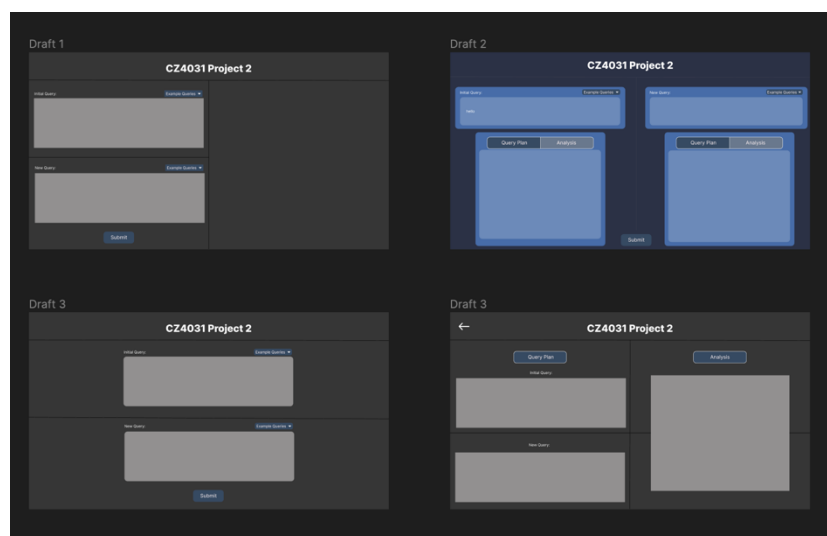 Draft 1
CZ4031 Project 2
Initial Query:
Example Queries
New Query:
Example Queries
Submit
Draft 2
CZ4031 Project 2
Initial Query:
Example Queries
New Query:
Example Queries
Query Plan
Analysis
Query Plan
Analysis
Submit
Draft 3
CZ4031 Project 2
Initial Query:
Example Queries
New Query:
Example Queries
Submit
Draft 3
CZ4031 Project 2
Query Plan
Analysis
Initial Query:
New Query: